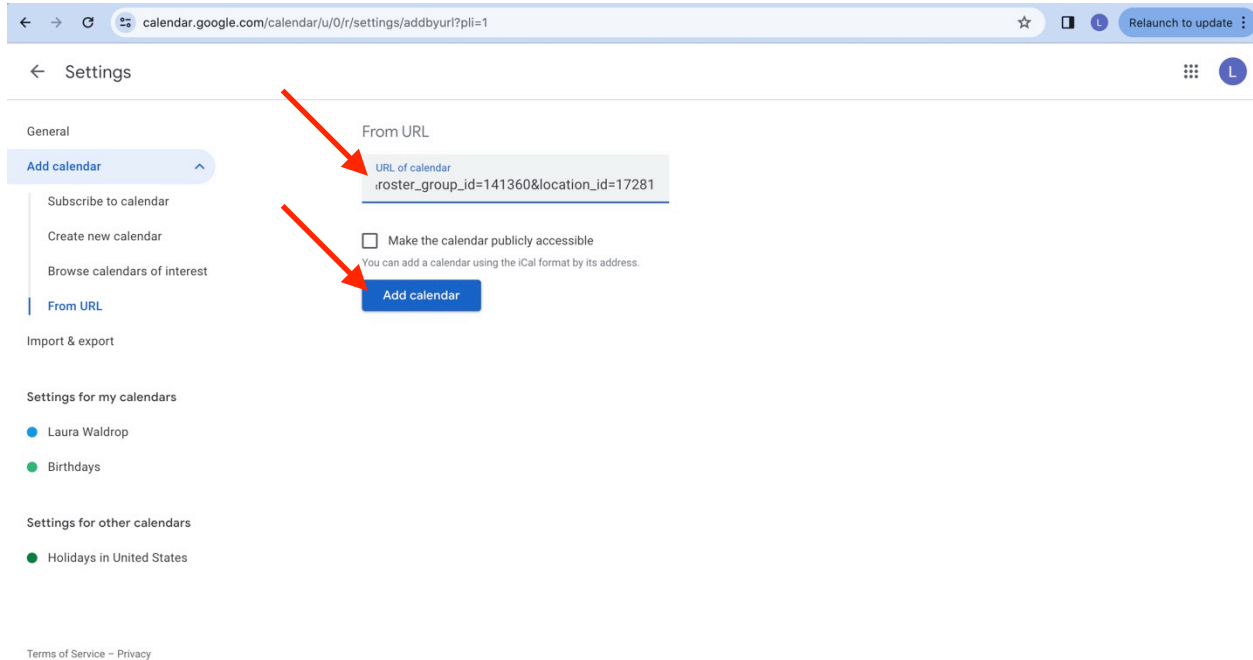 calendar.google.com/calendar/u/0/r/settings/addbyurl?pli=1
L
Relaunch to update
Settings
L
General
Add calendar
Subscribe to calendar
Create new calendar
Browse calendars of interest
From URL
Import & export
Settings for my calendars
Laura Waldrop
Birthdays
Settings for other calendars
Holidays in United States
From URL
URL of calendar
roster_group_id=141360&location_id=17281
Make the calendar publicly accessible
You can add a calendar using the iCal format by its address.
Add calendar
Terms of Service – Privacy